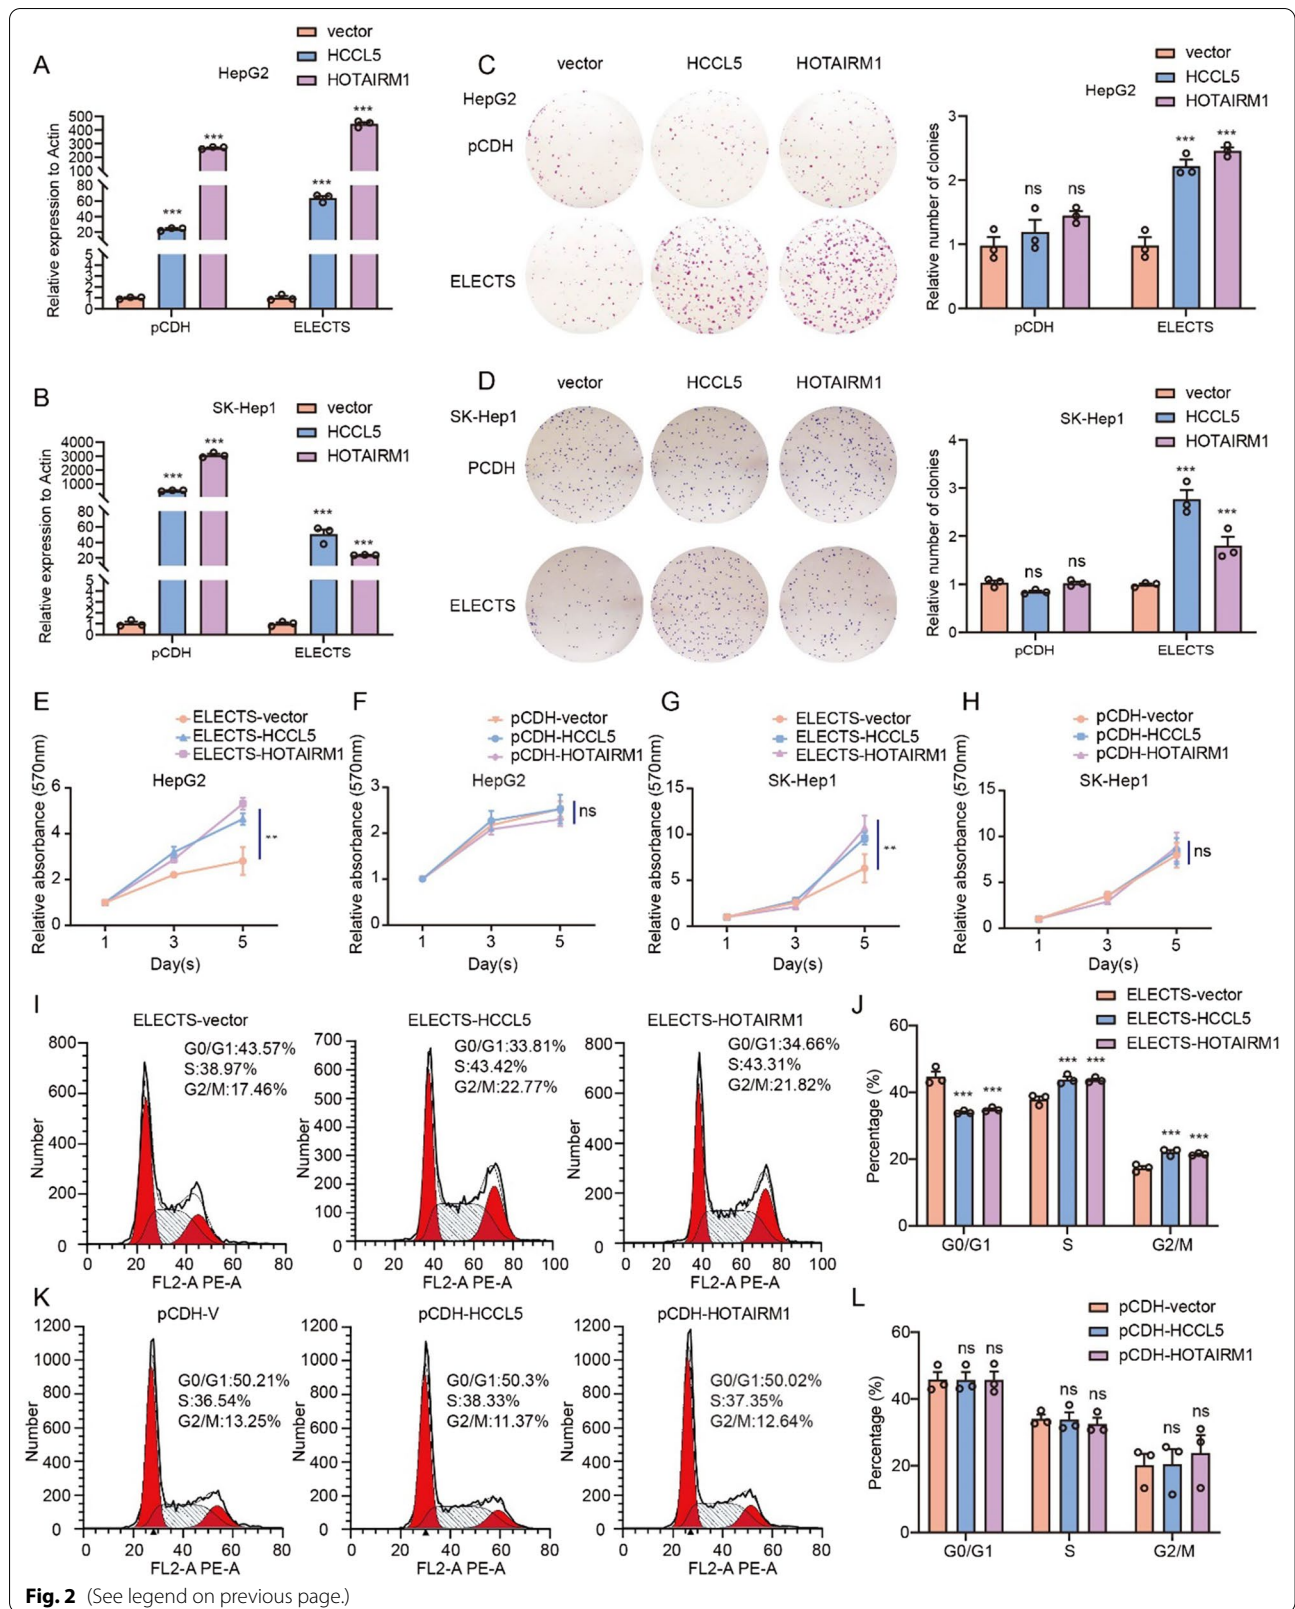 A
HepG2
vector
HCCL5
HOTAIRM1
Relative expression to Actin
500
400
300
200
100
80
60
40
20
5
4
3
2
1
0
***
***
***
***
pCDH
ELECTS
C
vector
HCCL5
HOTAIRM1
HepG2
pCDH
ELECTS
vector
HCCL5
HOTAIRM1
HepG2
Relative number of clonies
3
2
1
0
ns
ns
***
***
pCDH
ELECTS
B
SK-Hep1
vector
HCCL5
HOTAIRM1
Relative expression to Actin
4000
3000
2000
1000
80
60
40
20
5
4
3
2
1
0
***
***
***
***
pCDH
ELECTS
D
vector
HCCL5
HOTAIRM1
SK-Hep1
PCDH
ELECTS
vector
HCCL5
HOTAIRM1
SK-Hep1
Relative number of clonies
4
3
2
1
0
ns
ns
***
***
pCDH
ELECTS
E
ELECTS-vector
ELECTS-HCCL5
ELECTS-HOTAIRM1
HepG2
Relative absorbance (570nm)
6
4
2
0
**
1
3
5
Day(s)
F
pCDH-vector
pCDH-HCCL5
pCDH-HOTAIRM1
HepG2
Relative absorbance (570nm)
3
2
1
0
ns
1
3
5
Day(s)
G
ELECTS-vector
ELECTS-HCCL5
ELECTS-HOTAIRM1
SK-Hep1
Relative absorbance (570nm)
15
10
5
0
**
1
3
5
Day(s)
H
pCDH-vector
pCDH-HCCL5
pCDH-HOTAIRM1
SK-Hep1
Relative absorbance (570nm)
15
10
5
0
ns
1
3
5
Day(s)
I
ELECTS-vector
G0/G1:43.57%
S:38.97%
G2/M:17.46%
Number
800
600
400
200
0
0 20 40 60 80
FL2-A PE-A
ELECTS-HCCL5
G0/G1:33.81%
S:43.42%
G2/M:22.77%
Number
700
600
500
400
300
200
100
0
0 20 40 60 80 100
FL2-A PE-A
ELECTS-HOTAIRM1
G0/G1:34.66%
S:43.31%
G2/M:21.82%
Number
800
600
400
200
0
0 20 40 60 80 100
FL2-A PE-A
J
ELECTS-vector
ELECTS-HCCL5
ELECTS-HOTAIRM1
Percentage (%)
60
40
20
0
***
***
***
***
***
***
G0/G1
S
G2/M
K
pCDH-V
G0/G1:50.21%
S:36.54%
G2/M:13.25%
Number
1200
1000
800
600
400
200
0
0 20 40 60 80
FL2-A PE-A
pCDH-HCCL5
G0/G1:50.3%
S:38.33%
G2/M:11.37%
Number
1200
1000
800
600
400
200
0
0 20 40 60 80
FL2-A PE-A
pCDH-HOTAIRM1
G0/G1:50.02%
S:37.35%
G2/M:12.64%
Number
1200
1000
800
600
400
200
0
0 20 40 60 80
FL2-A PE-A
L
pCDH-vector
pCDH-HCCL5
pCDH-HOTAIRM1
Percentage (%)
60
40
20
0
ns
ns
ns
ns
ns
ns
G0/G1
S
G2/M
Fig. 2 (See legend on previous page.)